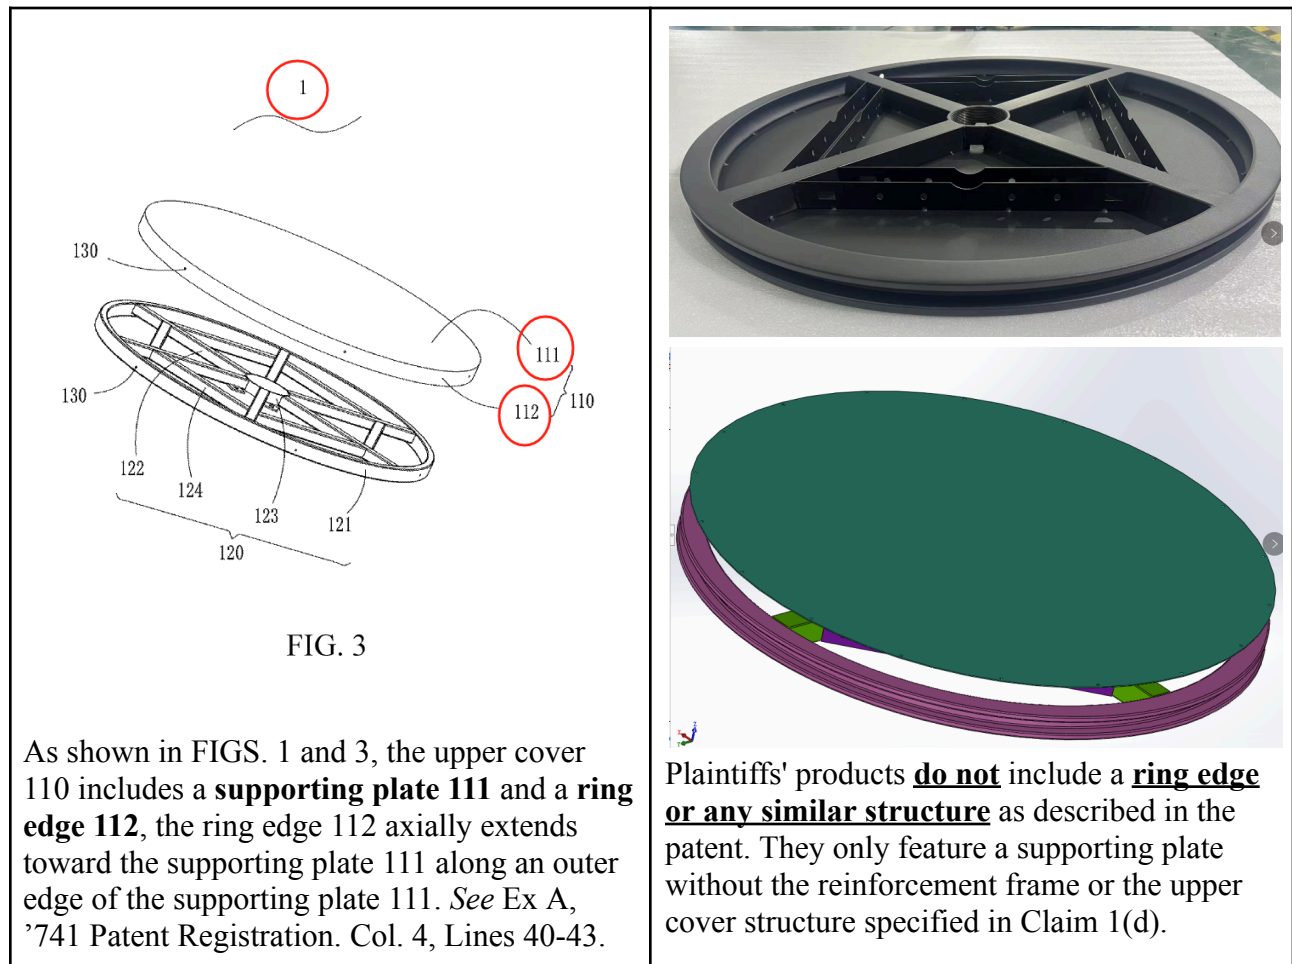 1
130
111
112
110
130
122
124
123
121
120
FIG. 3
As shown in FIGS. 1 and 3, the upper cover
110 includes a supporting plate 111 and a ring
edge 112, the ring edge 112 axially extends
toward the supporting plate 111 along an outer
edge of the supporting plate 111. See Ex A,
’741 Patent Registration. Col. 4, Lines 40-43.
Plaintiffs' products do not include a ring edge
or any similar structure as described in the
patent. They only feature a supporting plate
without the reinforcement frame or the upper
cover structure specified in Claim 1(d).